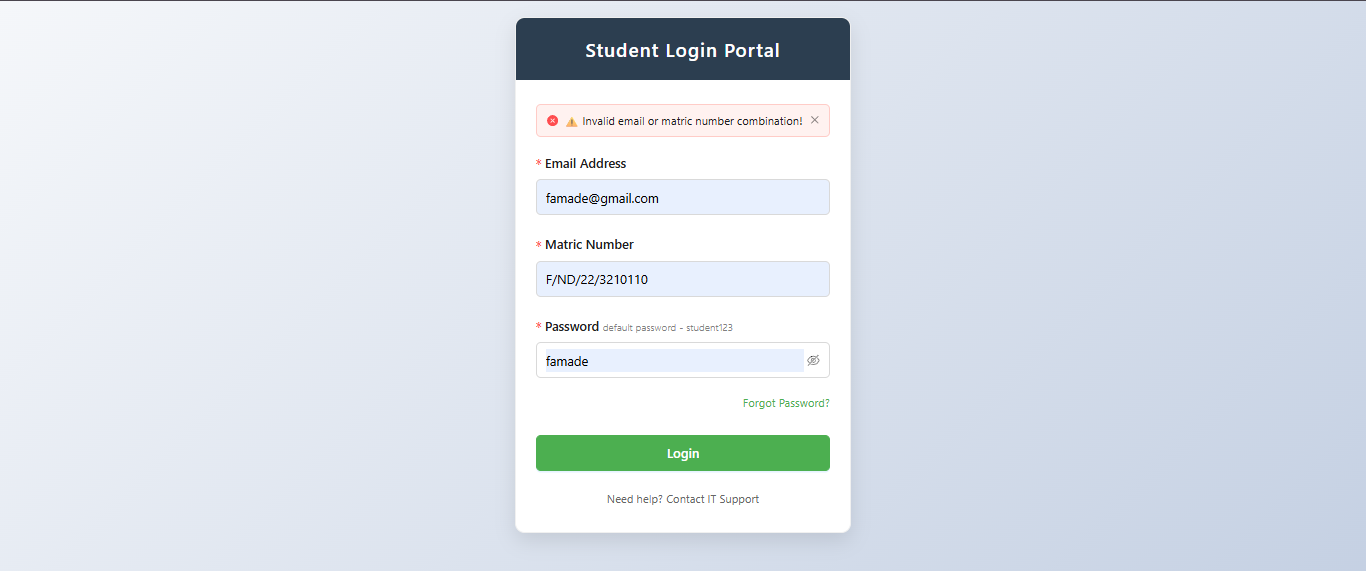 Student Login Portal
⚠️ Invalid email or matric number combination!
* Email Address
famade@gmail.com
* Matric Number
F/ND/22/3210110
* Password default password - student123
famade
Forgot Password?
Login
Need help? Contact IT Support